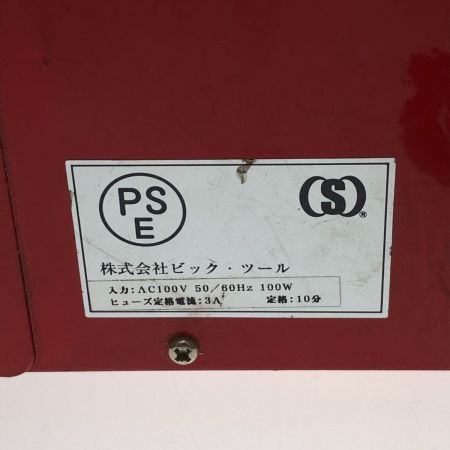 PS
E
(S)®
株式会社ビック・ツール
入力:AC100V 50/60Hz 100W
ヒューズ定格電流:3A 定格:10分